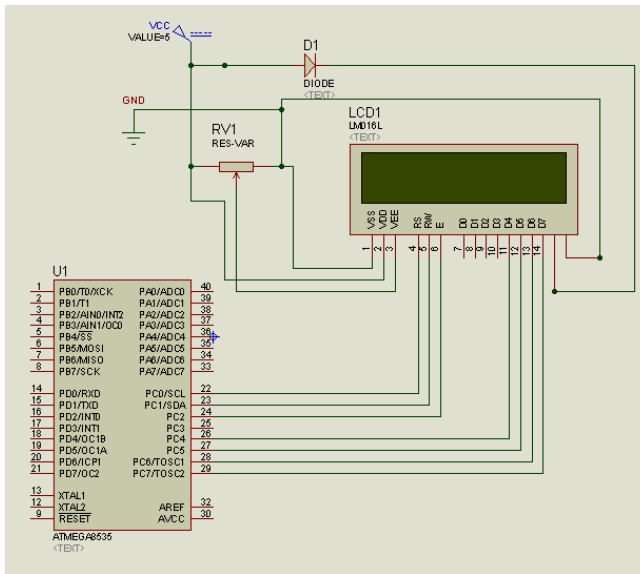 VCC
VALUE=5
D1
DIODE
<TEXT>
GND
RV1
RES-VAR
LCD1
LM016L
<TEXT>
VSS VDD VEE RS RW E D0 D1 D2 D3 D4 D5 D6 D7
1 2 3 4 5 6 7 8 9 10 11 12 13 14
U1
1 PB0/T0/XCK PA0/ADC0 40
2 PB1/T1 PA1/ADC1 39
3 PB2/AIN0/INT2 PA2/ADC2 38
4 PB3/AIN1/OC0 PA3/ADC3 37
5 PB4/SS PA4/ADC4 36
6 PB5/MOSI PA5/ADC5 35
7 PB6/MISO PA6/ADC6 34
8 PB7/SCK PA7/ADC7 33
14 PD0/RXD PC0/SCL 22
15 PD1/TXD PC1/SDA 23
16 PD2/INT0 PC2 24
17 PD3/INT1 PC3 25
18 PD4/OC1B PC4 26
19 PD5/OC1A PC5 27
20 PD6/ICP1 PC6/TOSC1 28
21 PD7/OC2 PC7/TOSC2 29
13 XTAL1
12 XTAL2 AREF 32
9 RESET AVCC 30
ATMEGA8535
<TEXT>